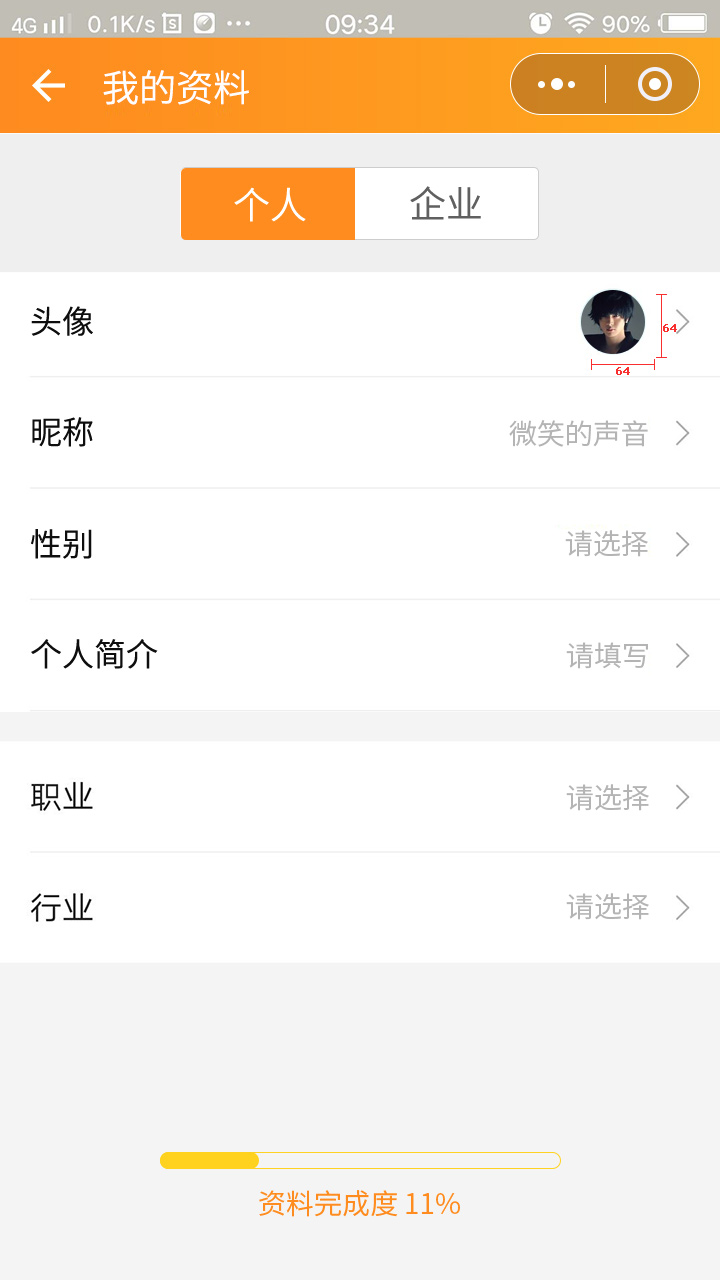 4G 0.1K/s 09:34 90%
我的资料
个人 企业
头像
64
64
昵称 微笑的声音
性别 请选择
个人简介 请填写
职业 请选择
行业 请选择
资料完成度 11%